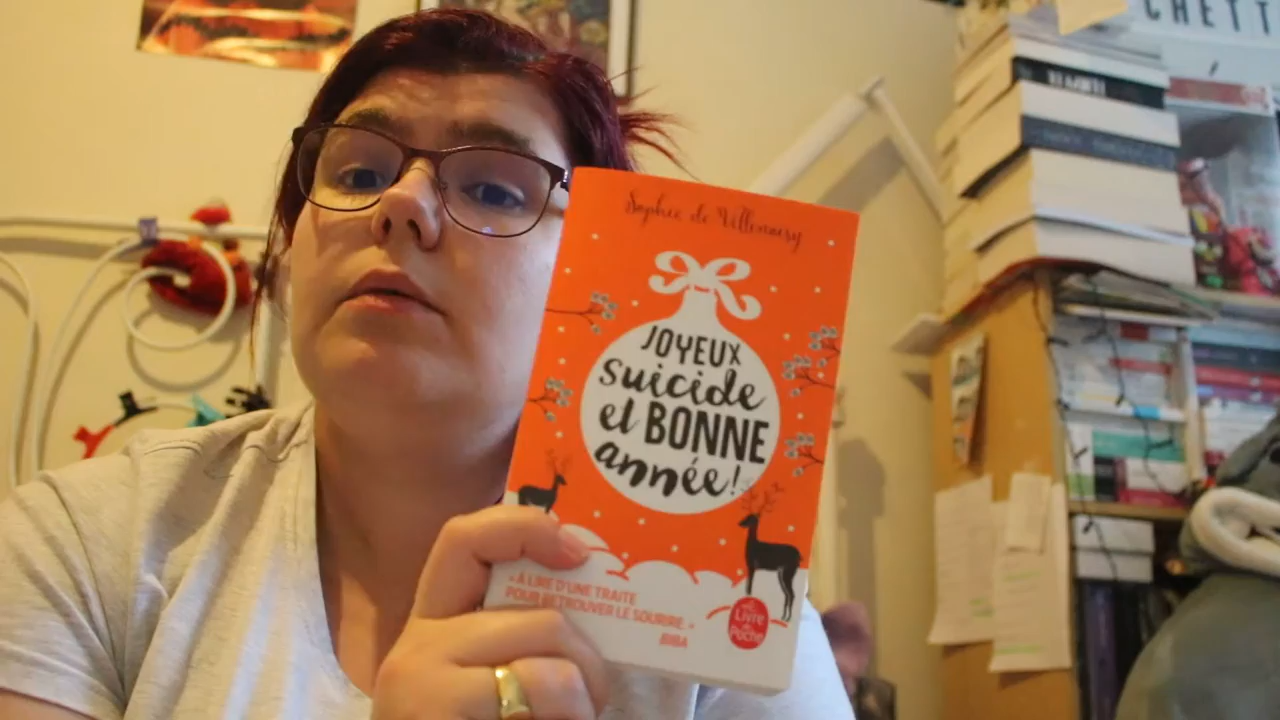 CHETT
Sophie de Villenoisy
JOYEUX
suicide
et BONNE
année!
« À LIRE D'UNE TRAITE
POUR RETROUVER LE SOURIRE. »
BIBA
Le
Livre
de
Poche